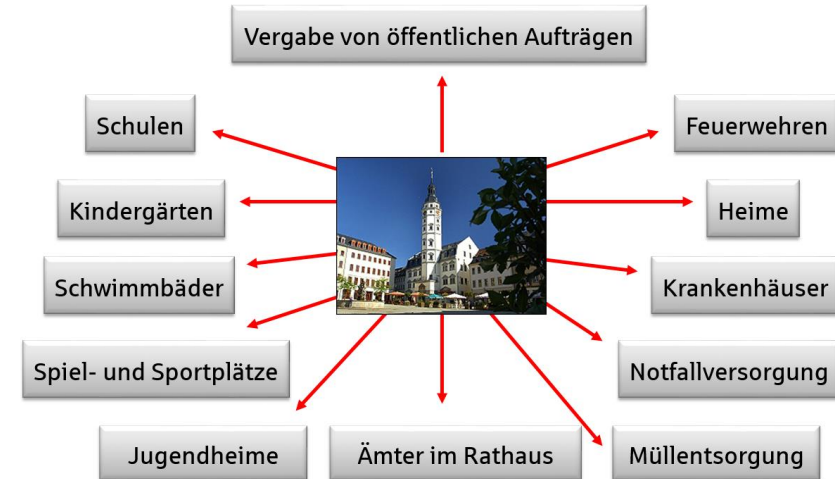 Vergabe von öffentlichen Aufträgen
Schulen
Feuerwehren
Kindergärten
Heime
Schwimmbäder
Krankenhäuser
Spiel- und Sportplätze
Notfallversorgung
Jugendheime
Ämter im Rathaus
Müllentsorgung